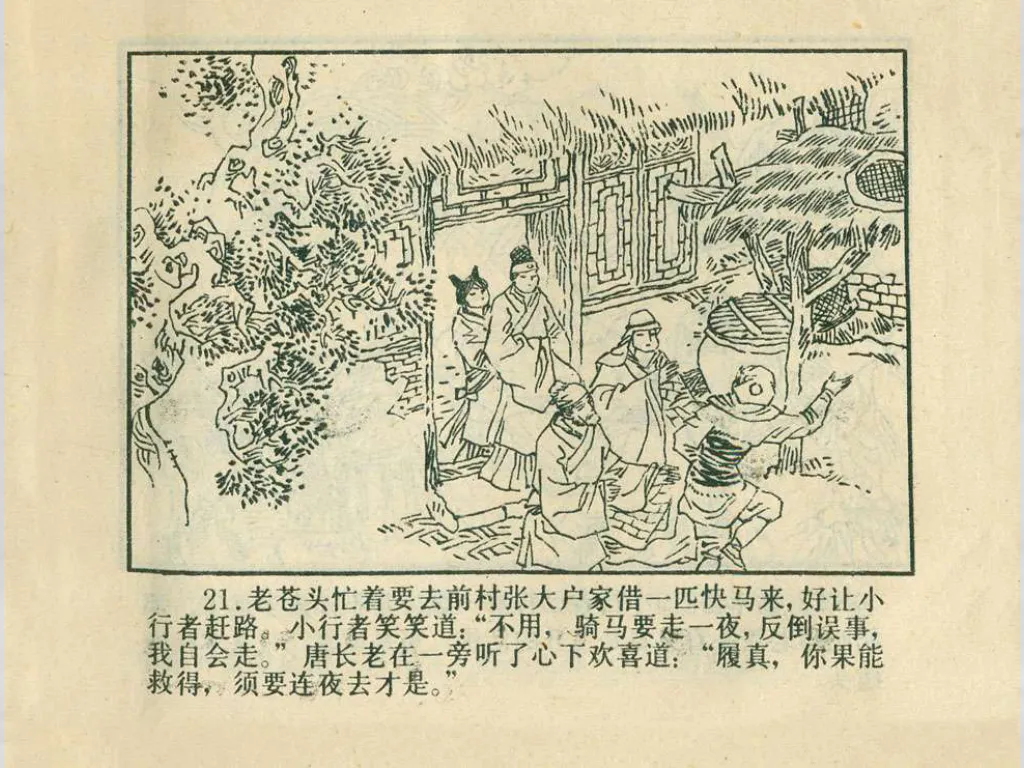 21.老苍头忙着要去前村张大户家借一匹快马来,好让小
行者赶路。小行者笑笑道:“不用,骑马要走一夜,反倒误事,
我自会走。”唐长老在一旁听了心下欢喜道:“履真,你果能
救得,须要连夜去才是。”